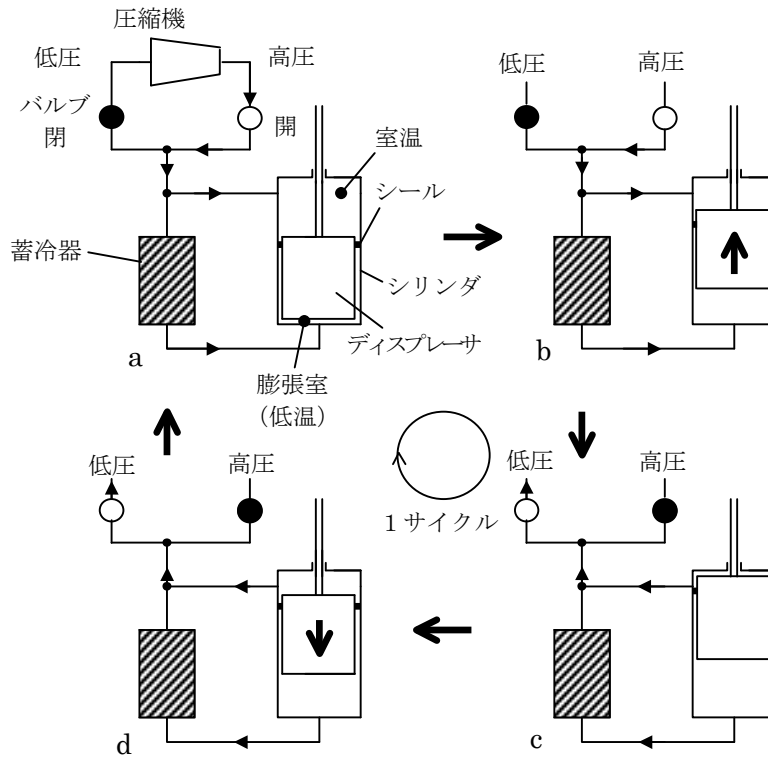 圧縮機
低圧
高圧
バルブ
閉
開
室温
シール
蓄冷器
シリンダ
ディスプレーサ
a
膨張室
（低温）
低圧
高圧
b
低圧
高圧
１サイクル
低圧
高圧
d
c